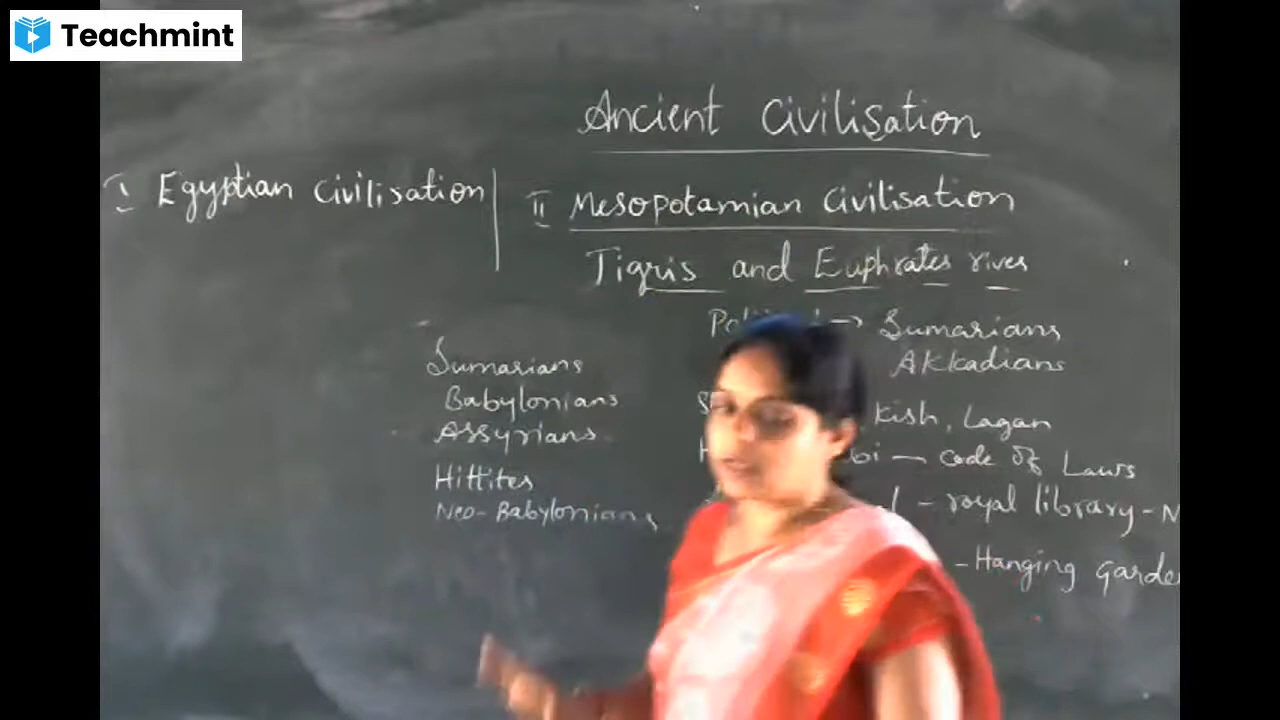 Teachmint
Ancient Civilisation
I Egyptian Civilisation
II Mesopotamian Civilisation
Tigris and Euphrates rives
Sumarians
Akkadians
Kish, Lagan
bi - code of Laws
- royal library - N
- Hanging garde
Sumarians
Babylonians
Assyrians
Hittites
Neo-Babylonians